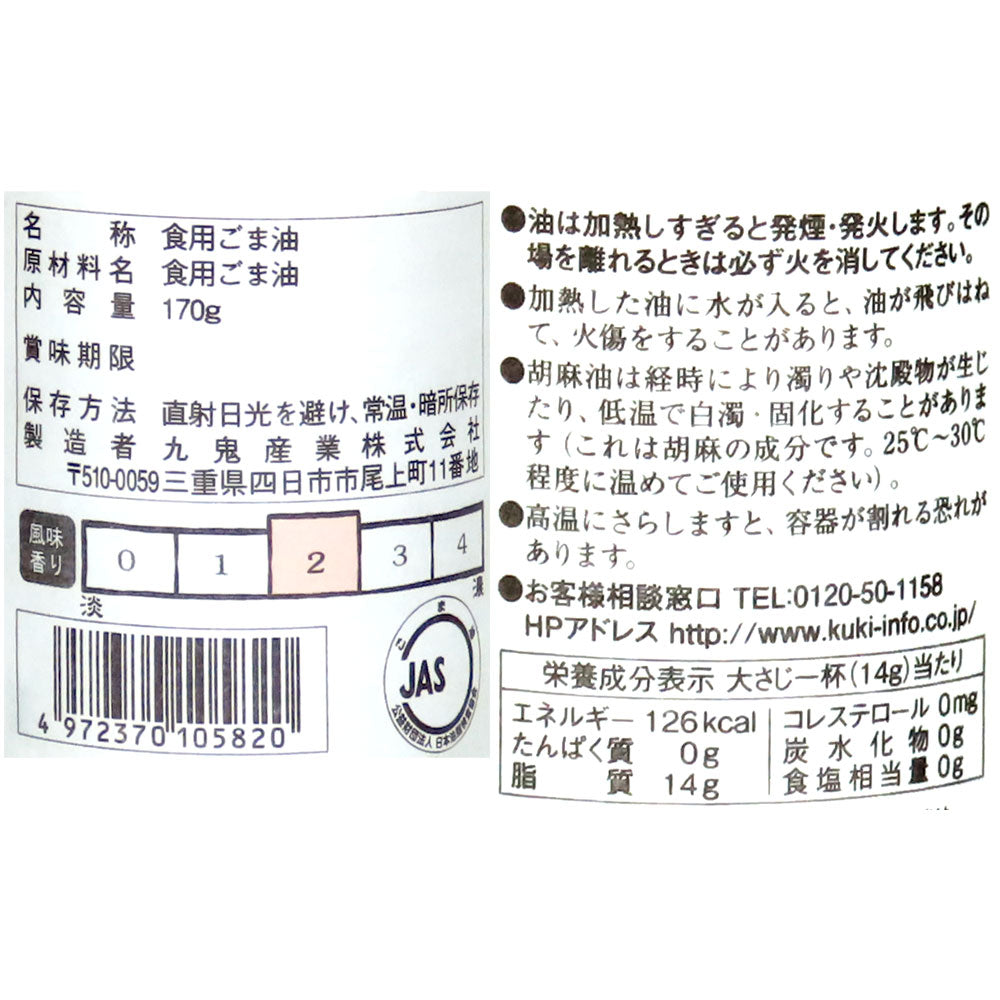 名称 食用ごま油
原材料名 食用ごま油
内容量 170g
賞味期限
保存方法 直射日光を避け、常温・暗所保存
製造者 九鬼産業株式会社
〒510-0059 三重県四日市市尾上町11番地
風味
香り
0 1 2 3 4
淡 濃
4 972370 105820
ごま油
JAS
●油は加熱しすぎると発煙・発火します。その
場を離れるときは必ず火を消してください。
●加熱した油に水が入ると、油が飛びはね
て、火傷をすることがあります。
●胡麻油は経時により濁りや沈殿物が生じ
たり、低温で白濁・固化することがありま
す(これは胡麻の成分です。25℃～30℃
程度に温めてご使用ください)。
●高温にさらしますと、容器が割れる恐れが
あります。
●お客様相談窓口 TEL:0120-50-1158
HPアドレス http://www.kuki-info.co.jp/
栄養成分表示 大さじ一杯(14g)当たり
エネルギー 126kcal
たんぱく質 0g
脂質 14g
コレステロール 0mg
炭水化物 0g
食塩相当量 0g